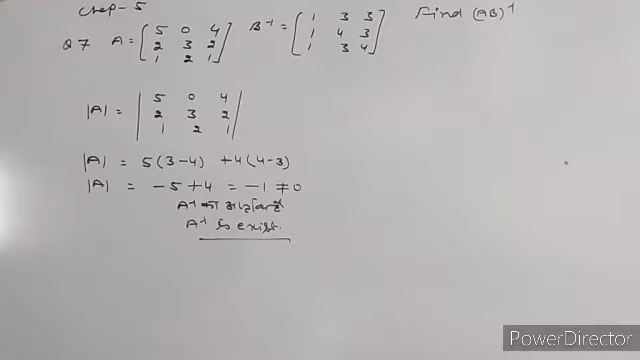 Chep-5
Q7 A = [5 0 4
2 3 2
1 2 1] B⁻¹ = [1 3 3
1 4 3
1 3 4] Find (AB)⁻¹
|A| = |5 0 4
2 3 2
1 2 1|
|A| = 5(3-4) +4(4-3)
|A| = -5+4 = -1 ≠ 0
A⁻¹ का
A⁻¹ is exist.
PowerDirector